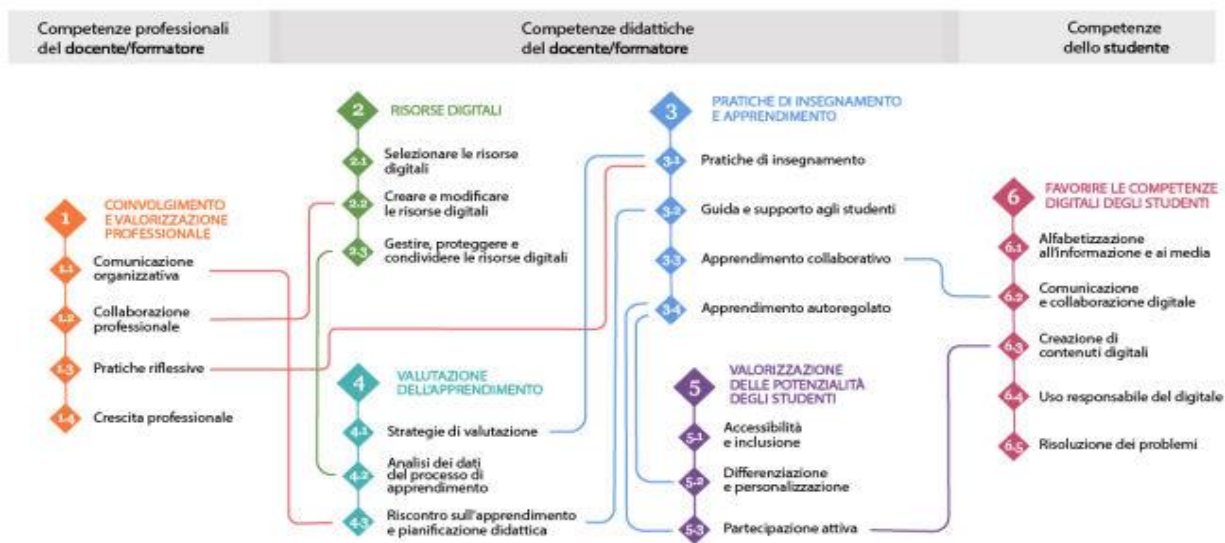 Competenze professionali
del docente/formatore
Competenze didattiche
del docente/formatore
Competenze
dello studente
1
COINVOLGIMENTO
E VALORIZZAZIONE
PROFESSIONALE
1.1
Comunicazione
organizzativa
1.2
Collaborazione
professionale
1.3
Pratiche riflessive
1.4
Crescita professionale
2
RISORSE DIGITALI
2.1
Selezionare le risorse
digitali
2.2
Creare e modificare
le risorse digitali
2.3
Gestire, proteggere e
condividere le risorse digitali
3
PRATICHE DI INSEGNAMENTO
E APPRENDIMENTO
3.1
Pratiche di insegnamento
3.2
Guida e supporto agli studenti
3.3
Apprendimento collaborativo
3.4
Apprendimento autoregolato
4
VALUTAZIONE
DELL'APPRENDIMENTO
4.1
Strategie di valutazione
4.2
Analisi dei dati
del processo di
apprendimento
4.3
Riscontro sull'apprendimento
e pianificazione didattica
5
VALORIZZAZIONE
DELLE POTENZIALITÀ
DEGLI STUDENTI
5.1
Accessibilità
e inclusione
5.2
Differenziazione
e personalizzazione
5.3
Partecipazione attiva
6
FAVORIRE LE COMPETENZE
DIGITALI DEGLI STUDENTI
6.1
Alfabetizzazione
all'informazione e ai media
6.2
Comunicazione
e collaborazione digitale
6.3
Creazione di
contenuti digitali
6.4
Uso responsabile del digitale
6.5
Risoluzione dei problemi